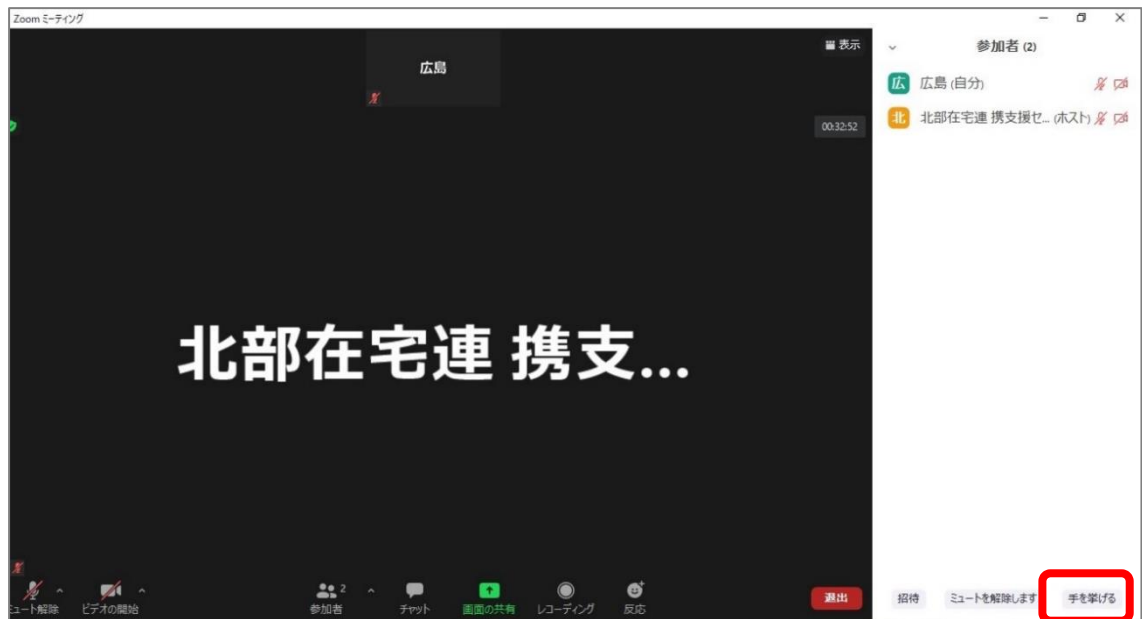 Zoom ミーティング
表示
広島
00:32:52
北部在宅連 携支...
ミュート解除
ビデオの開始
2
参加者
チャット
画面の共有
レコーディング
反応
退出
参加者 (2)
広 広島 (自分)
北 北部在宅連 携支援セ... (ホスト)
招待
ミュートを解除します
手を挙げる